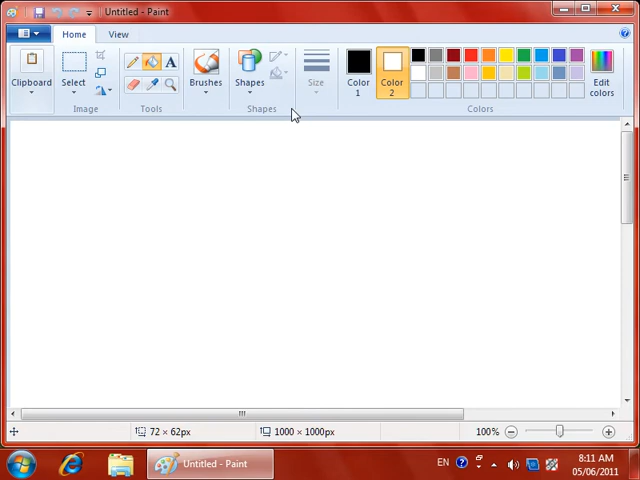 Untitled - Paint
Home View
Clipboard
Select
Image
Tools
Brushes
Shapes
Shapes
Size
Color 1
Color 2
Edit colors
Colors
72 × 62px
1000 × 1000px
100%
Untitled - Paint
EN
8:11 AM
05/06/2011